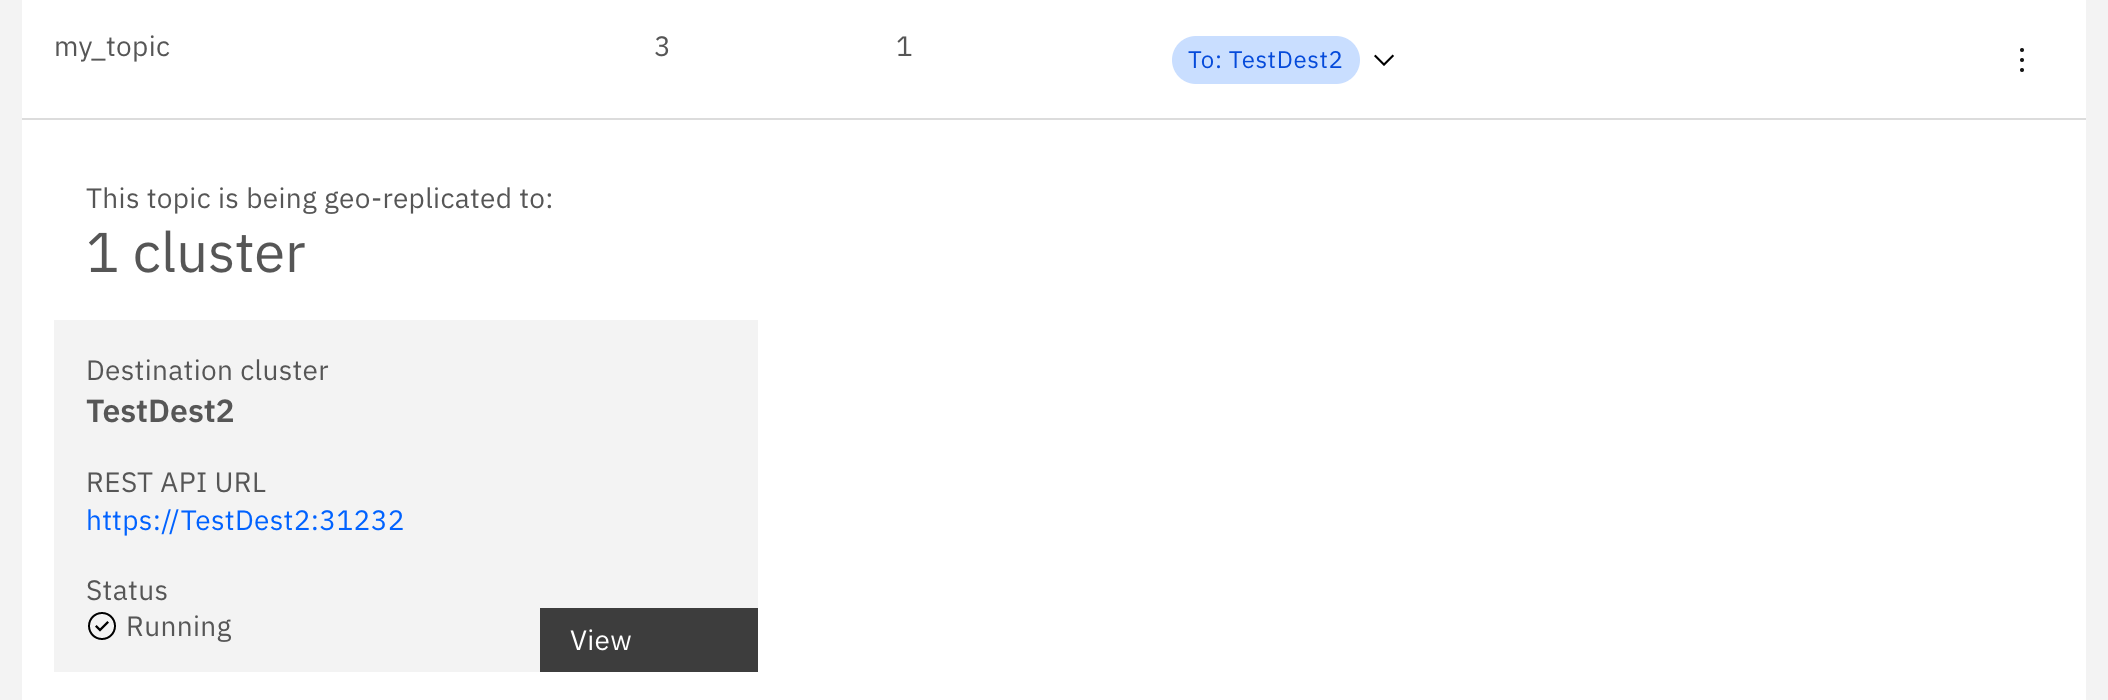 my_topic 3 1 To: TestDest2
This topic is being geo-replicated to:
1 cluster
Destination cluster
TestDest2
REST API URL
https://TestDest2:31232
Status
Running
View